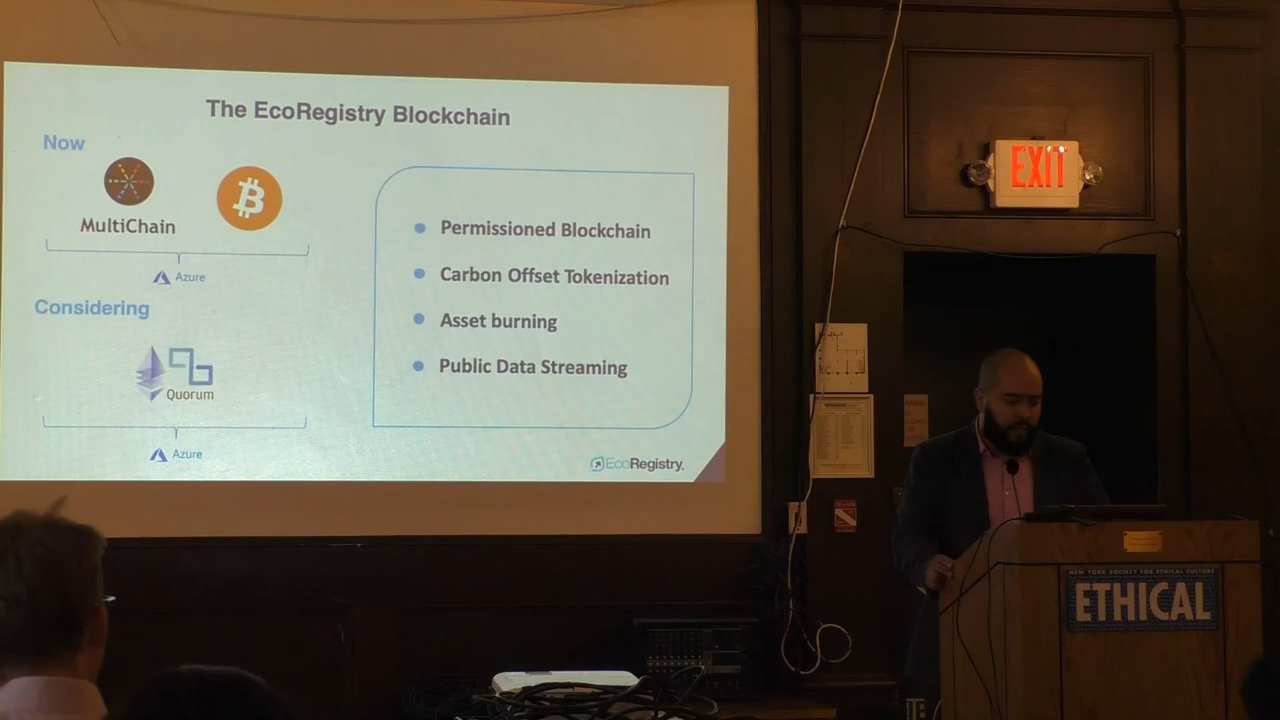 The EcoRegistry Blockchain
Now
MultiChain
Azure
Considering
Quorum
Azure
Permissioned Blockchain
Carbon Offset Tokenization
Asset burning
Public Data Streaming
EcoRegistry
EXIT
NEW YORK SOCIETY FOR ETHICAL CULTURE
ETHICAL